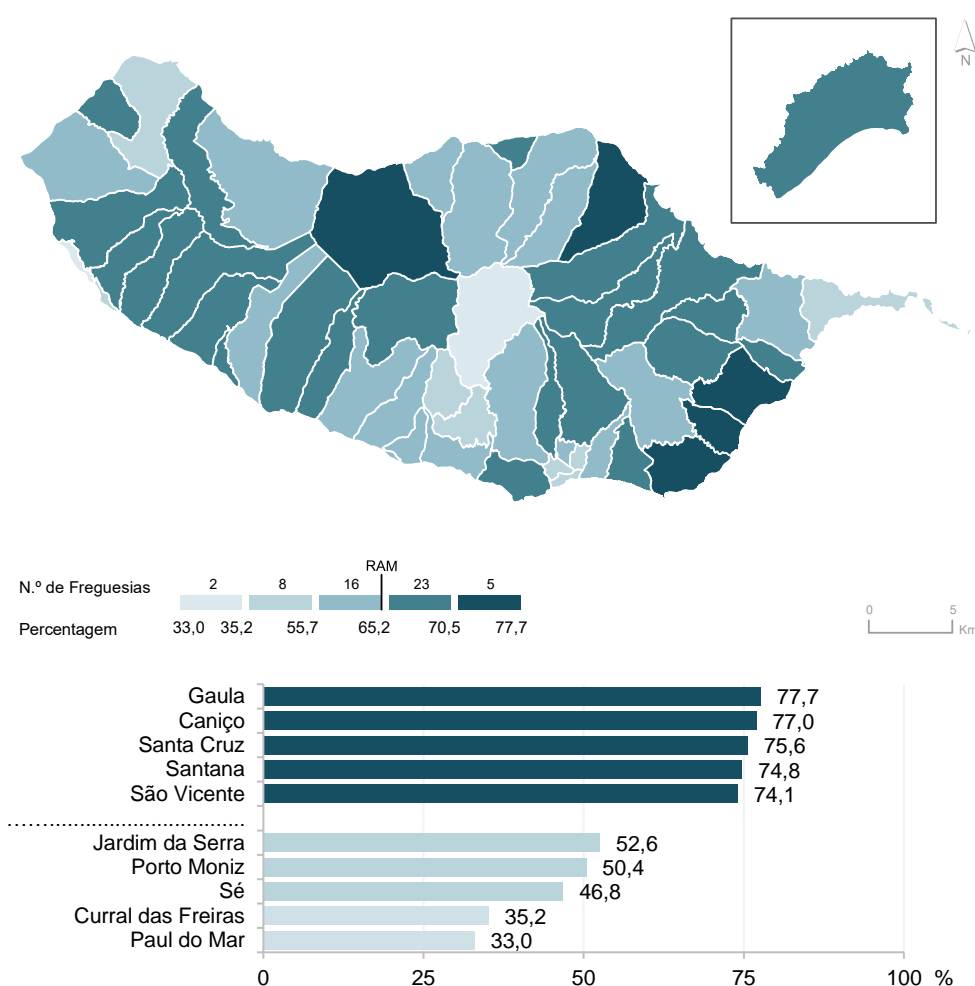 N
RAM
N.º de Freguesias 2 8 16 23 5
Percentagem 33,0 35,2 55,7 65,2 70,5 77,7
0 5
Km
Gaula 77,7
Caniço 77,0
Santa Cruz 75,6
Santana 74,8
São Vicente 74,1
Jardim da Serra 52,6
Porto Moniz 50,4
Sé 46,8
Curral das Freiras 35,2
Paul do Mar 33,0
0 25 50 75 100 %